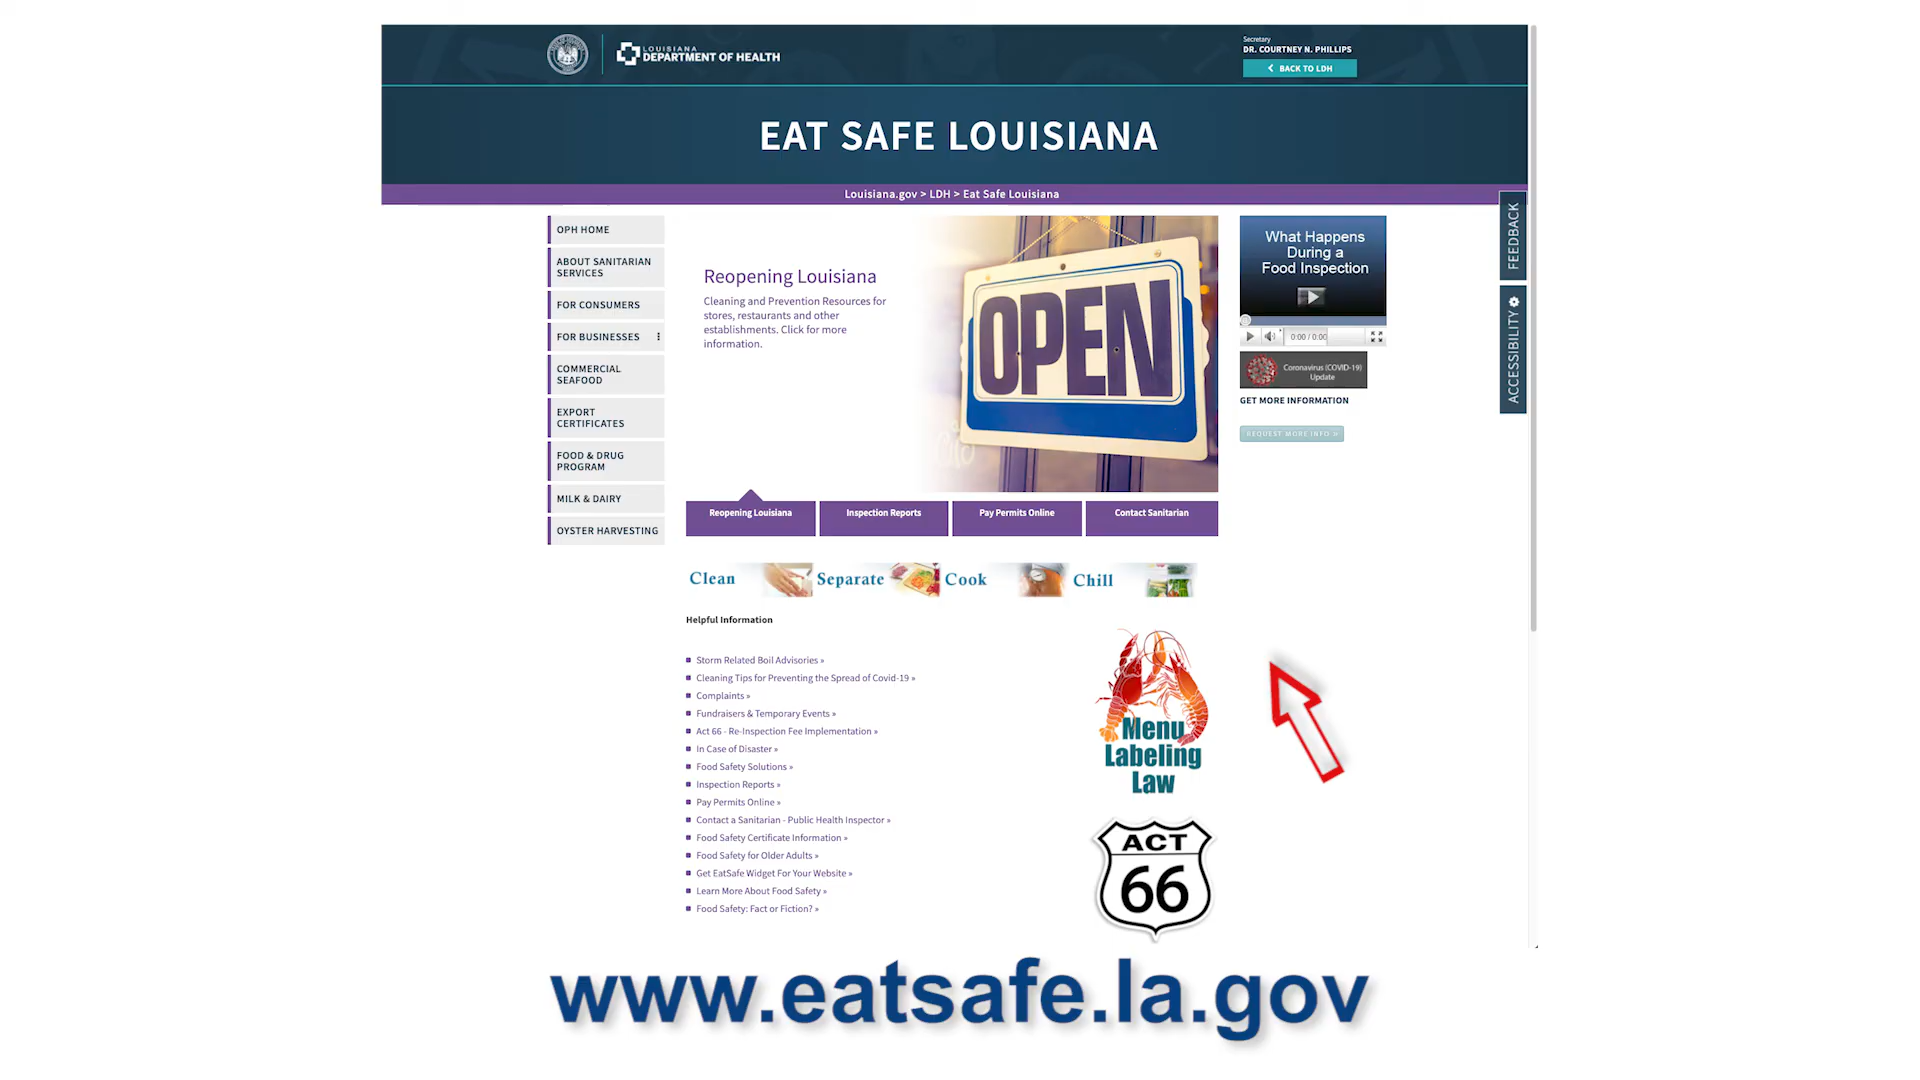 LOUISIANA
DEPARTMENT OF HEALTH
Secretary
DR. COURTNEY N. PHILLIPS
BACK TO LDH
EAT SAFE LOUISIANA
Louisiana.gov > LDH > Eat Safe Louisiana
OPH HOME
ABOUT SANITARIAN
SERVICES
FOR CONSUMERS
FOR BUSINESSES
COMMERCIAL
SEAFOOD
EXPORT
CERTIFICATES
FOOD & DRUG
PROGRAM
MILK & DAIRY
OYSTER HARVESTING
Reopening Louisiana
Cleaning and Prevention Resources for
stores, restaurants and other
establishments. Click for more
information.
OPEN
What Happens
During a
Food Inspection
0:00 / 0:00
Coronavirus (COVID-19)
Update
GET MORE INFORMATION
REQUEST MORE INFO »
FEEDBACK
ACCESSIBILITY
Reopening Louisiana
Inspection Reports
Pay Permits Online
Contact Sanitarian
Clean
Separate
Cook
Chill
Helpful Information
Storm Related Boil Advisories »
Cleaning Tips for Preventing the Spread of Covid-19 »
Complaints »
Fundraisers & Temporary Events »
Act 66 - Re-Inspection Fee Implementation »
In Case of Disaster »
Food Safety Solutions »
Inspection Reports »
Pay Permits Online »
Contact a Sanitarian - Public Health Inspector »
Food Safety Certificate Information »
Food Safety for Older Adults »
Get EatSafe Widget For Your Website »
Learn More About Food Safety »
Food Safety: Fact or Fiction? »
Menu
Labeling
Law
ACT
66
www.eatsafe.la.gov